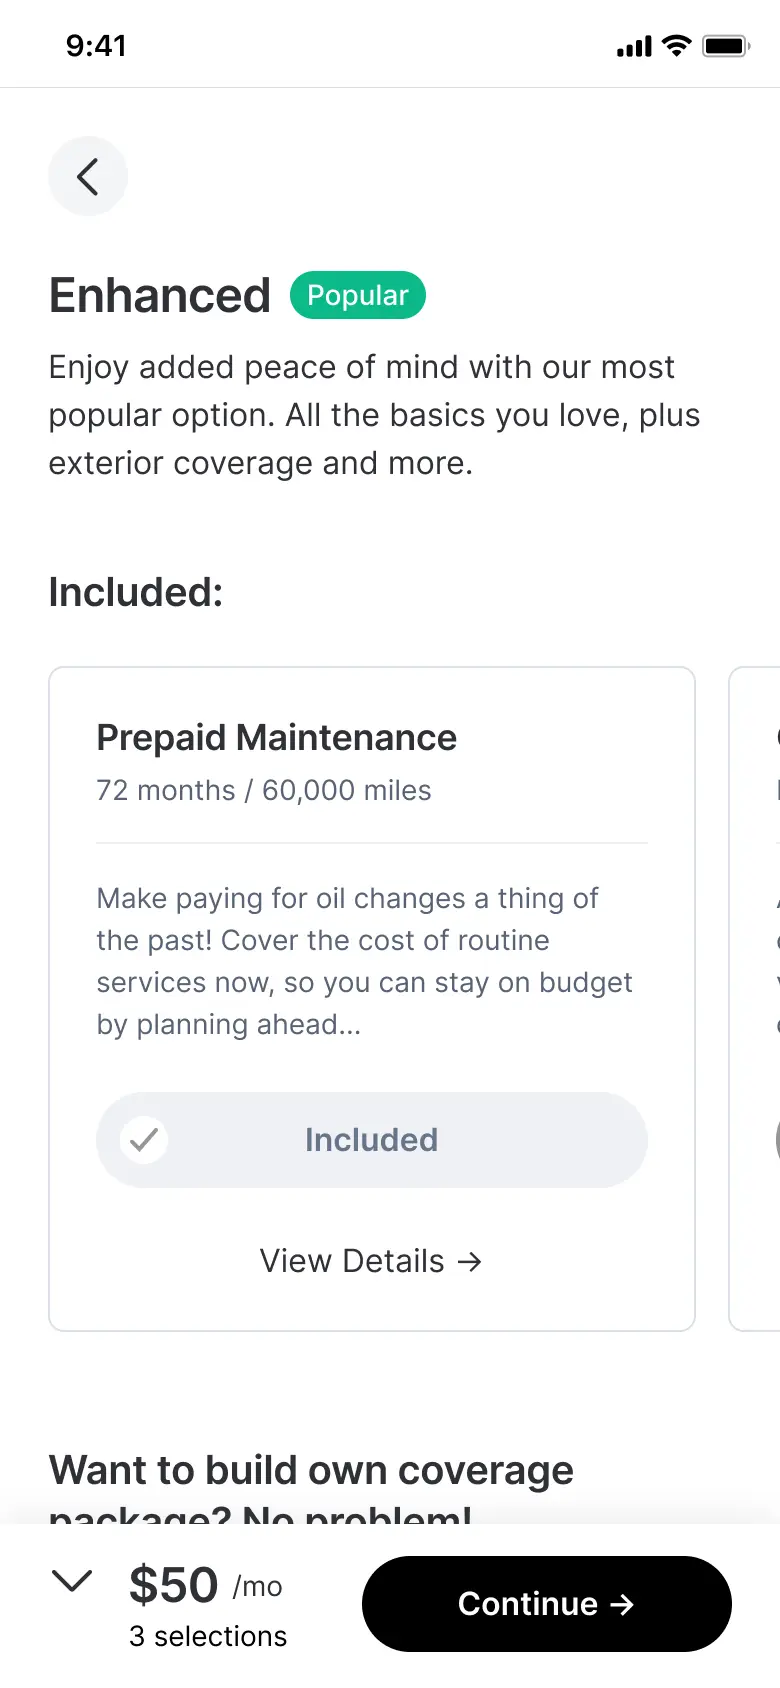 9:41
Enhanced Popular
Enjoy added peace of mind with our most
popular option. All the basics you love, plus
exterior coverage and more.
Included:
Prepaid Maintenance
72 months / 60,000 miles
Make paying for oil changes a thing of
the past! Cover the cost of routine
services now, so you can stay on budget
by planning ahead...
Included
View Details →
Want to build own coverage
package? No problem!
$50 /mo
3 selections
Continue →